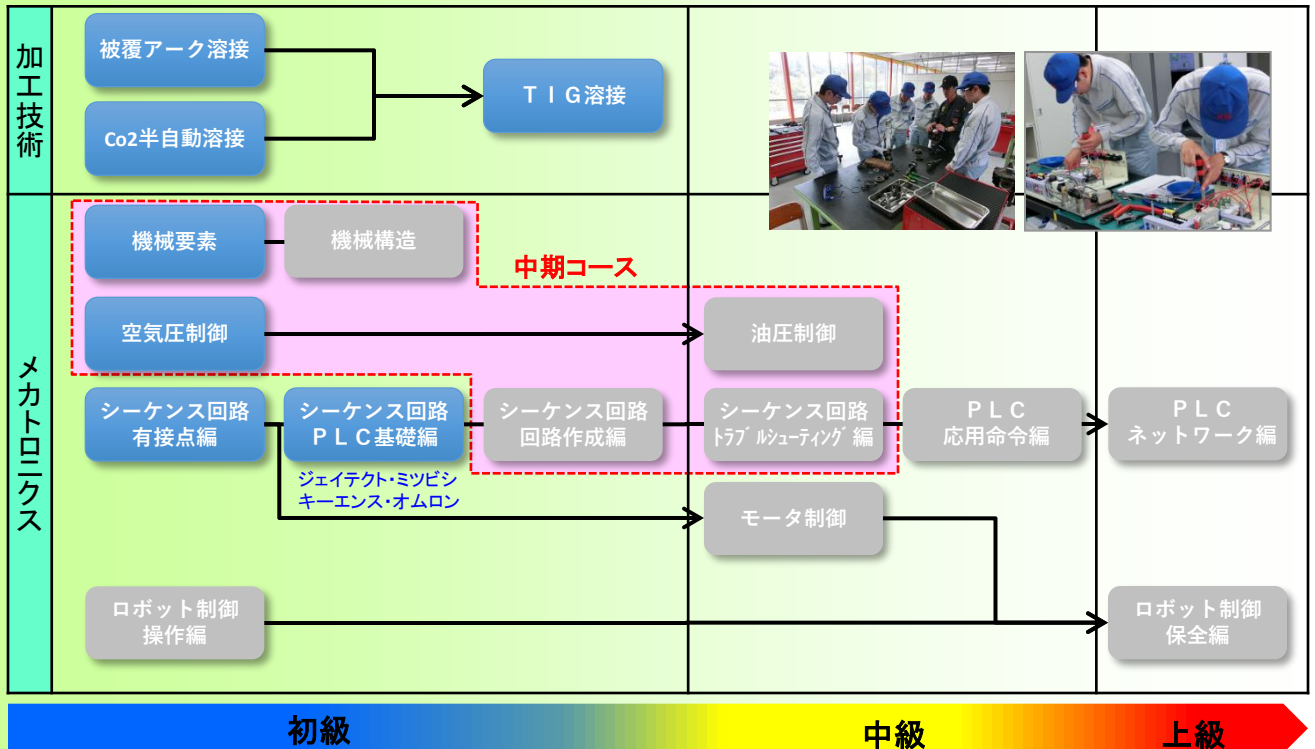 加工技術
被覆アーク溶接
Co2半自動溶接
ＴＩＧ溶接
メカトロニクス
機械要素
機械構造
中期コース
空気圧制御
油圧制御
シーケンス回路
有接点編
シーケンス回路
ＰＬＣ基礎編
シーケンス回路
回路作成編
シーケンス回路
ﾄﾗﾌﾞﾙｼｭｰﾃｨﾝｸﾞ編
ＰＬＣ
応用命令編
ＰＬＣ
ネットワーク編
ジェイテクト・ミツビシ
キーエンス・オムロン
モータ制御
ロボット制御
操作編
ロボット制御
保全編
初級
中級
上級